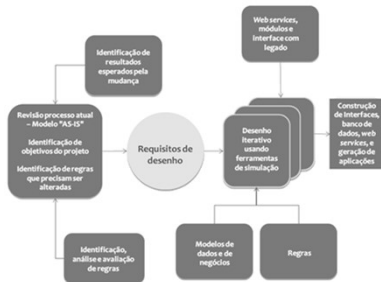 Identificação de
resultados
esperados pela
mudança
Web services,
módulos e
interface com
legado
Revisão processo atual
– Modelo "AS-IS"
Identificação de
objetivos do projeto
Identificação de regras
que precisam ser
alteradas
Requisitos de
desenho
Desenho
iterativo
usando
ferramentas
de simulação
Construção
de Interfaces,
banco de
dados, web
services, e
geração de
aplicações
Identificação,
análise e avaliação
de regras
Modelos de
dados e de
negócios
Regras